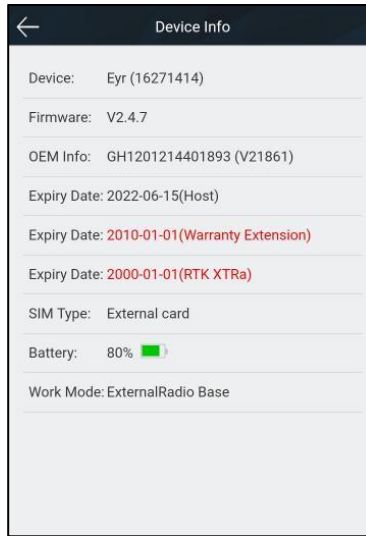 Device Info
Device: Eyr (16271414)
Firmware: V2.4.7
OEM Info: GH1201214401893 (V21861)
Expiry Date: 2022-06-15(Host)
Expiry Date: 2010-01-01(Warranty Extension)
Expiry Date: 2000-01-01(RTK XTRa)
SIM Type: External card
Battery: 80%
Work Mode: ExternalRadio Base